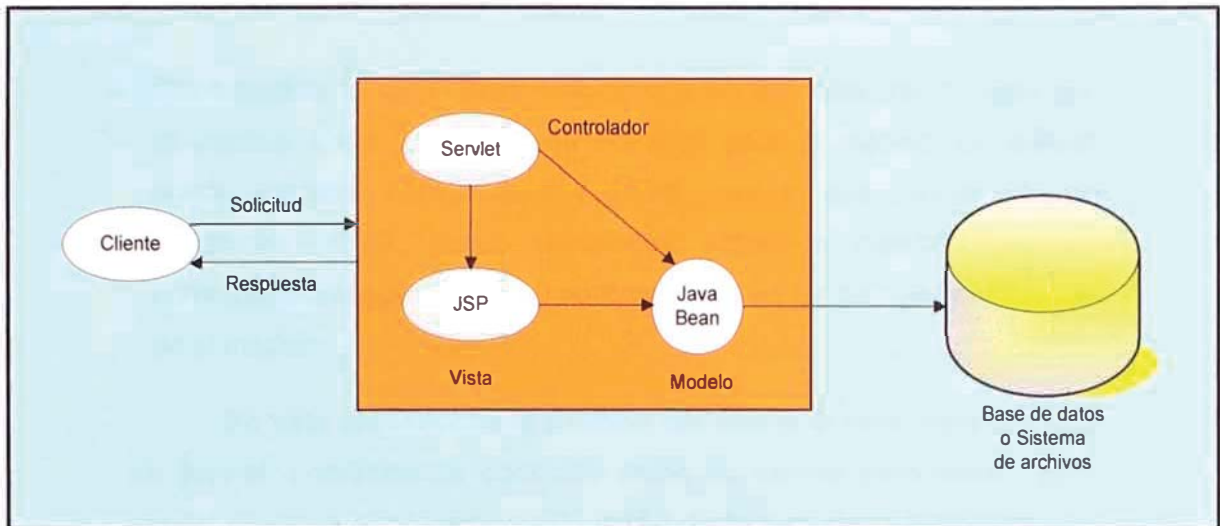 Controlador
Servlet
Solicitud
Cliente
Respuesta
JSP
Java
Bean
Vista
Modelo
Base de datos
o Sistema
de archivos